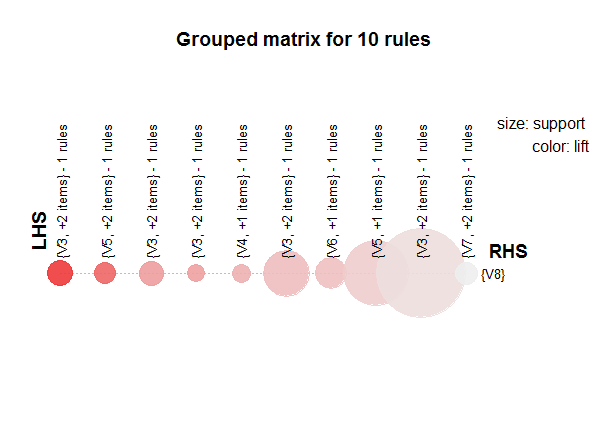 Grouped matrix for 10 rules
size: support
color: lift
LHS
{V3, +2 items} - 1 rules
{V5, +2 items} - 1 rules
{V3, +2 items} - 1 rules
{V3, +2 items} - 1 rules
{V4, +1 items} - 1 rules
{V3, +2 items} - 1 rules
{V6, +1 items} - 1 rules
{V5, +1 items} - 1 rules
{V3, +2 items} - 1 rules
{V7, +2 items} - 1 rules
RHS
{V8}